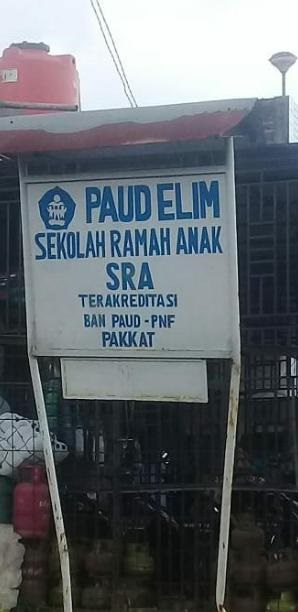 PAUD ELIM
SEKOLAH RAMAH ANAK
SRA
TERAKREDITASI
BAN PAUD - PNF
PAKKAT